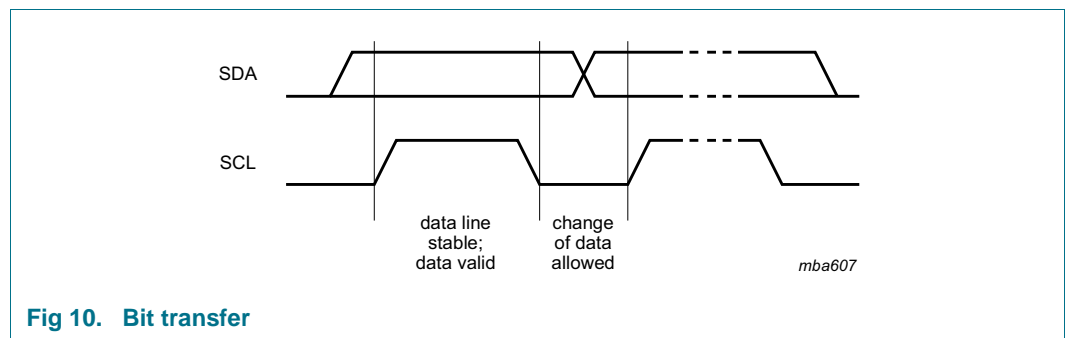 SDA
SCL
data line
stable;
data valid
change
of data
allowed
mba607
Fig 10. Bit transfer